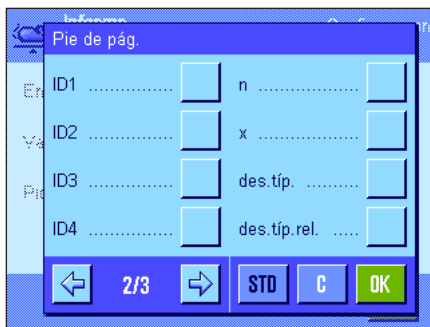 Pie de pág.
ID1 ............... n ..................
ID2 ............... x ..................
ID3 ............... des.típ. ..........
ID4 ............... des.típ.rel. .....
2/3 STD C OK